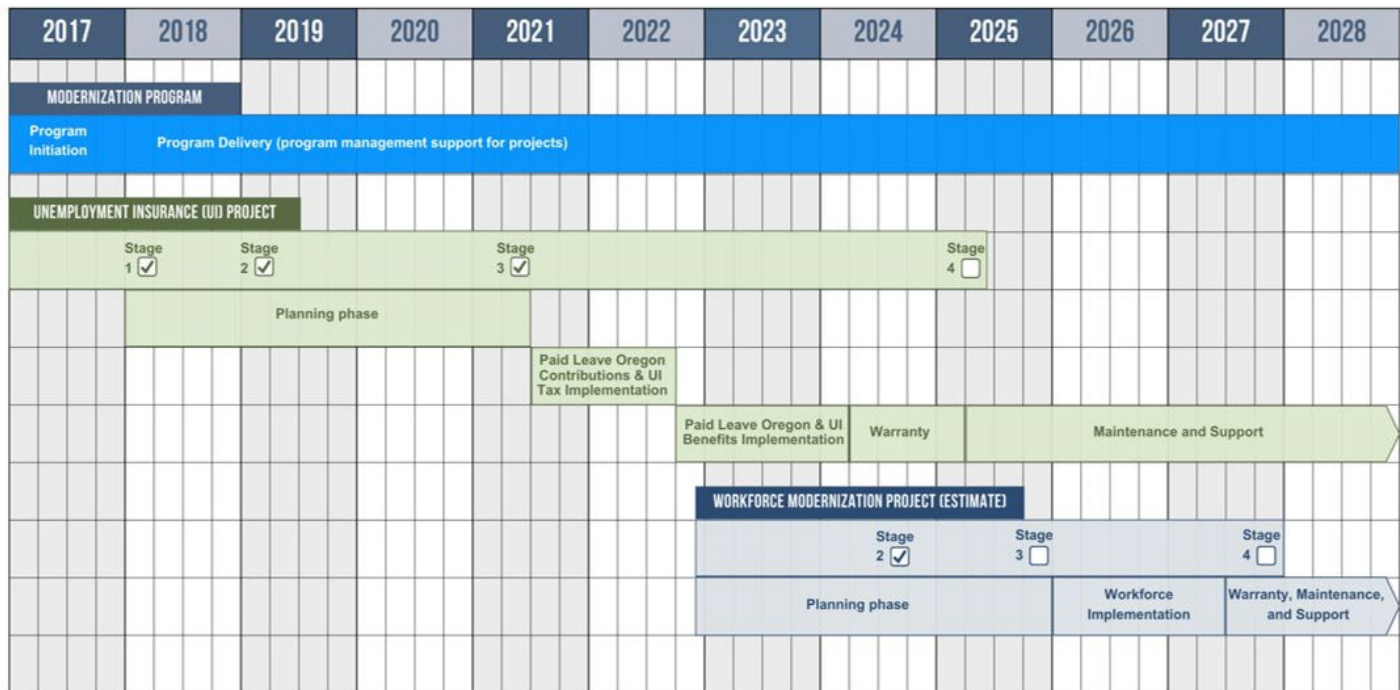 2017 2018 2019 2020 2021 2022 2023 2024 2025 2026 2027 2028
MODERNIZATION PROGRAM
Program
Initiation
Program Delivery (program management support for projects)
UNEMPLOYMENT INSURANCE (UI) PROJECT
Stage
1
Stage
2
Stage
3
Stage
4
Planning phase
Paid Leave Oregon
Contributions & UI
Tax Implementation
Paid Leave Oregon & UI
Benefits Implementation
Warranty
Maintenance and Support
WORKFORCE MODERNIZATION PROJECT (ESTIMATE)
Stage
2
Stage
3
Stage
4
Planning phase
Workforce
Implementation
Warranty, Maintenance,
and Support